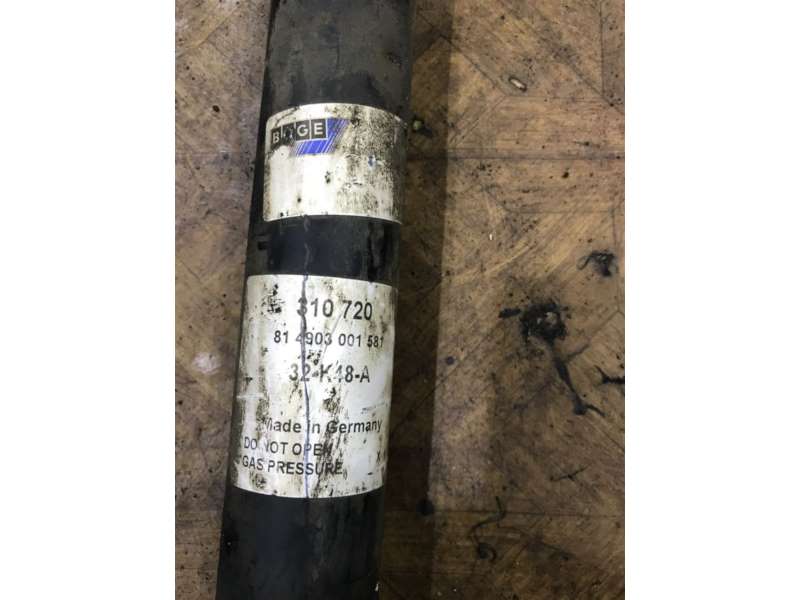 BOGE
310 720
81 4903 001 581
32-K48-A
Made in Germany
DO NOT OPEN
GAS PRESSURE X